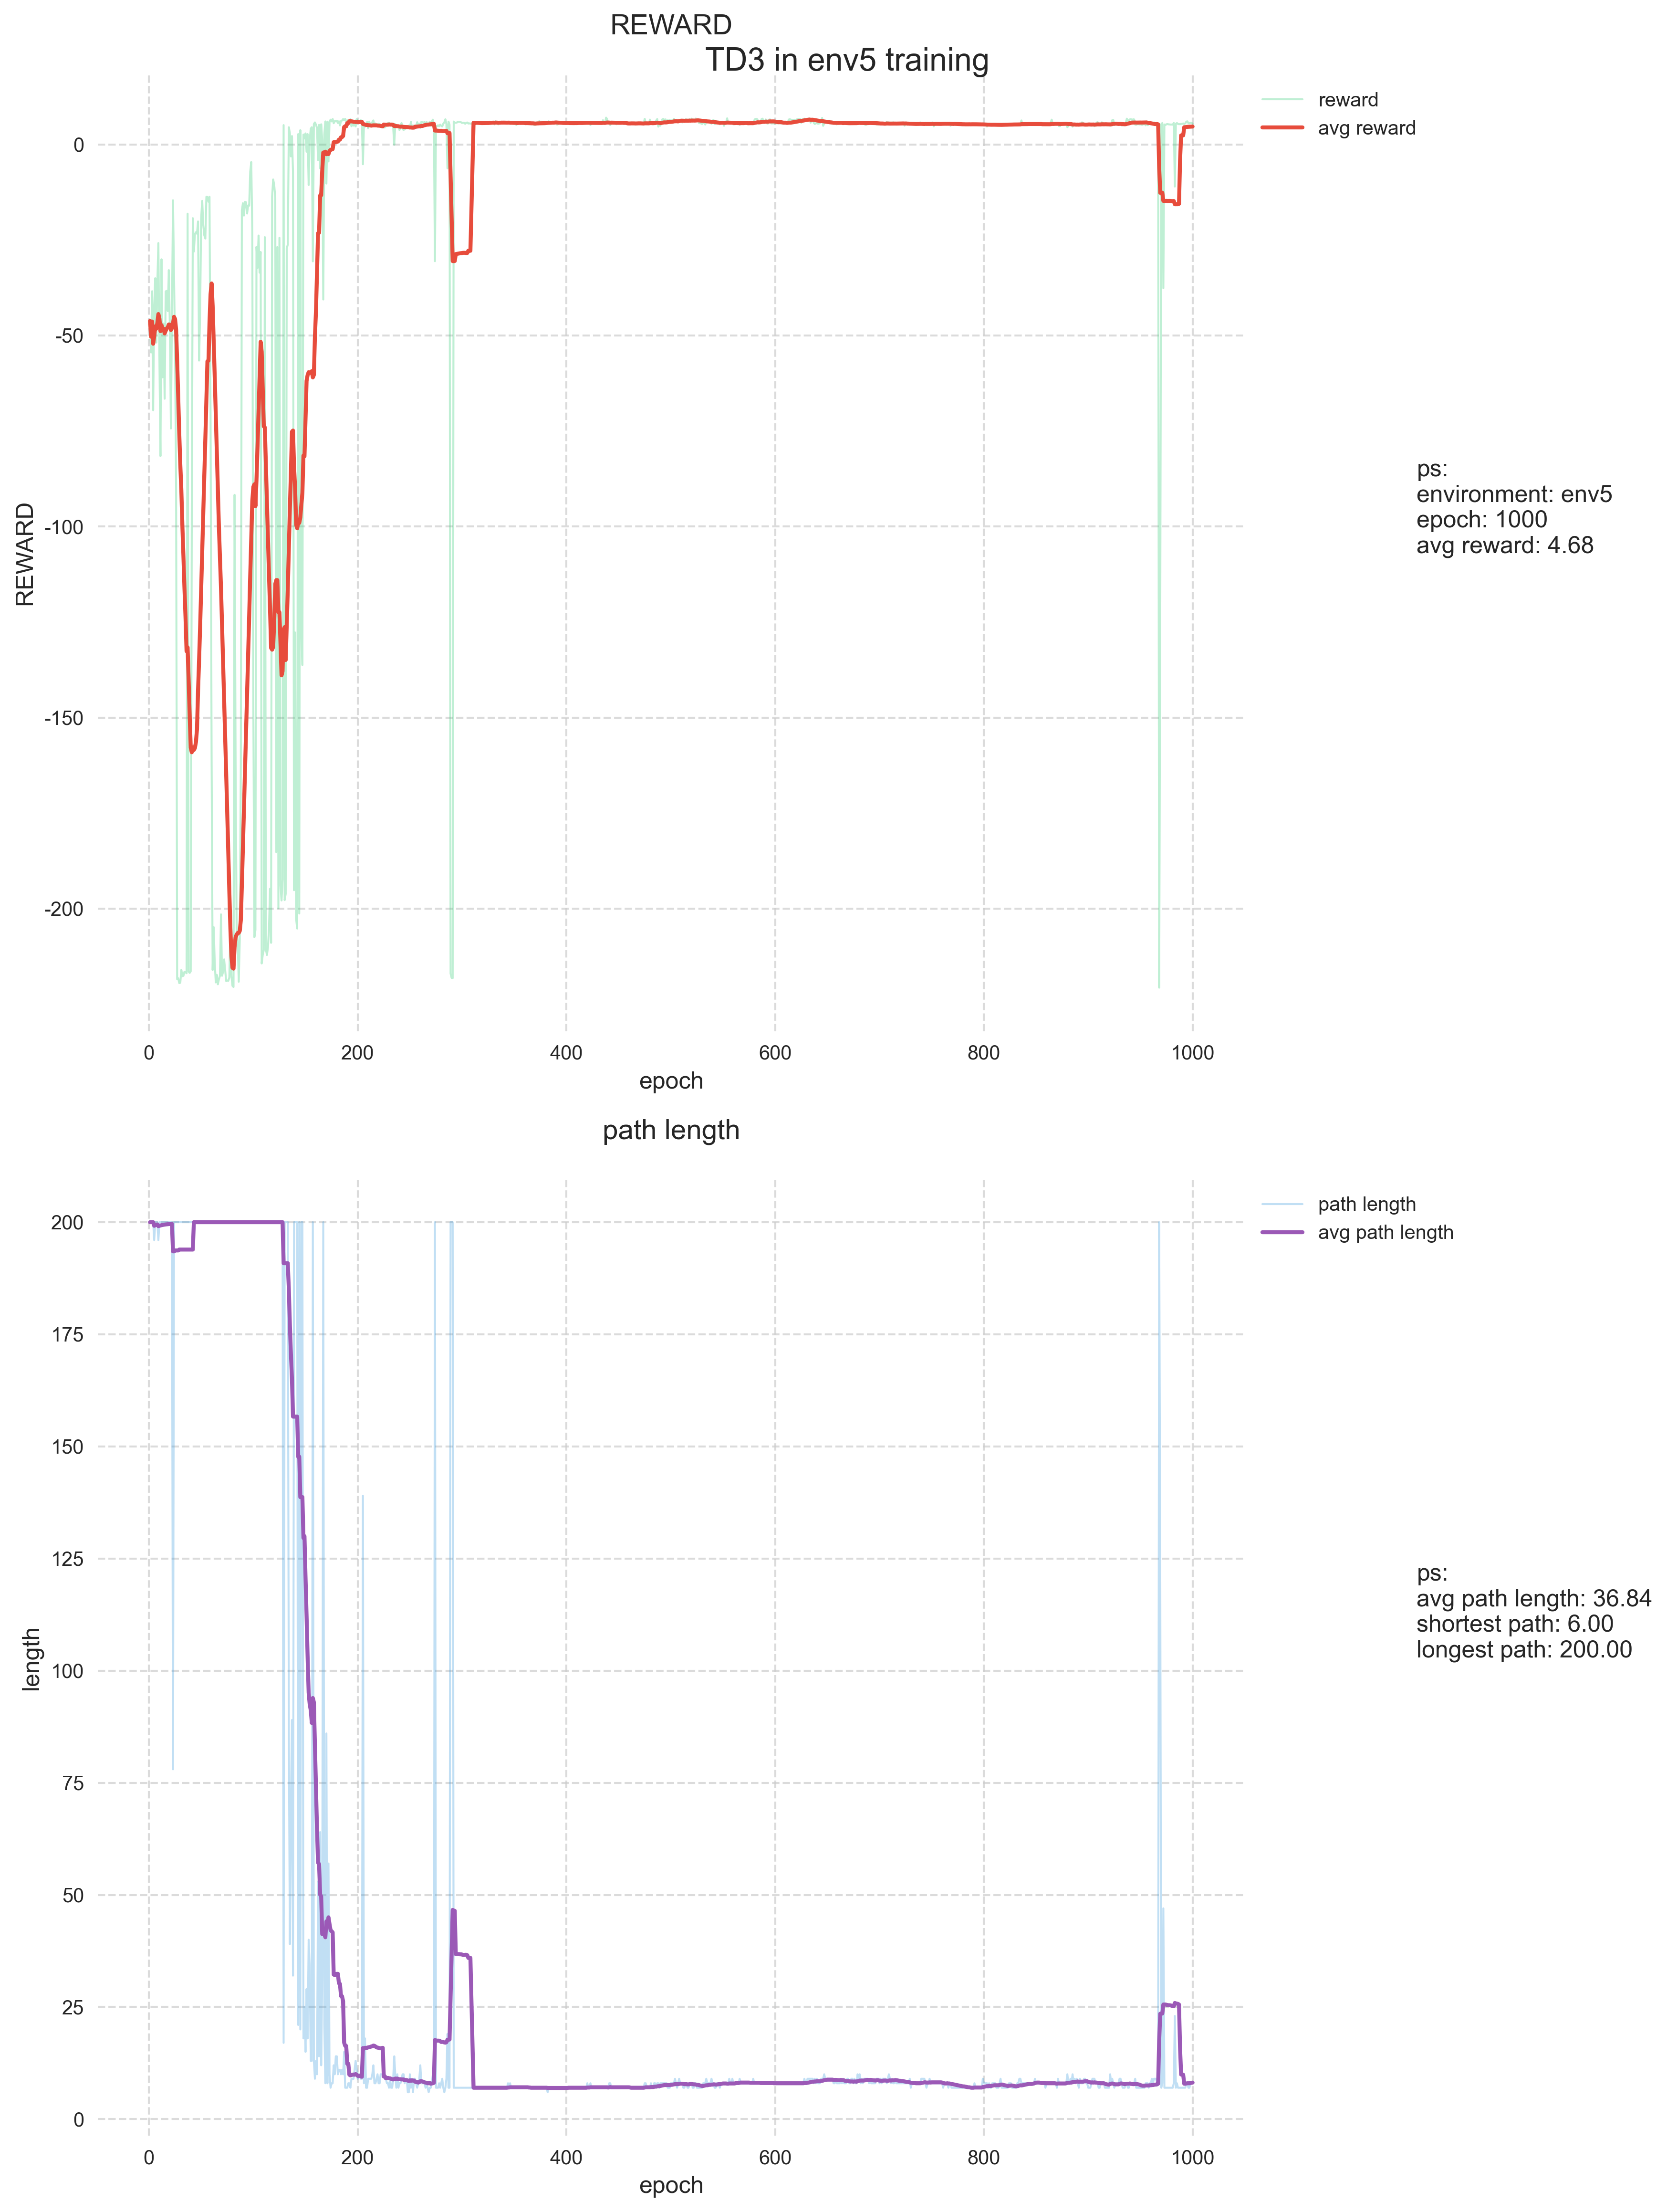 REWARD
TD3 in env5 training
reward
avg reward
0
-50
-100
-150
-200
REWARD
0
200
400
600
800
1000
epoch
ps:
environment: env5
epoch: 1000
avg reward: 4.68
path length
path length
avg path length
200
175
150
125
100
75
50
25
0
length
0
200
400
600
800
1000
epoch
ps:
avg path length: 36.84
shortest path: 6.00
longest path: 200.00